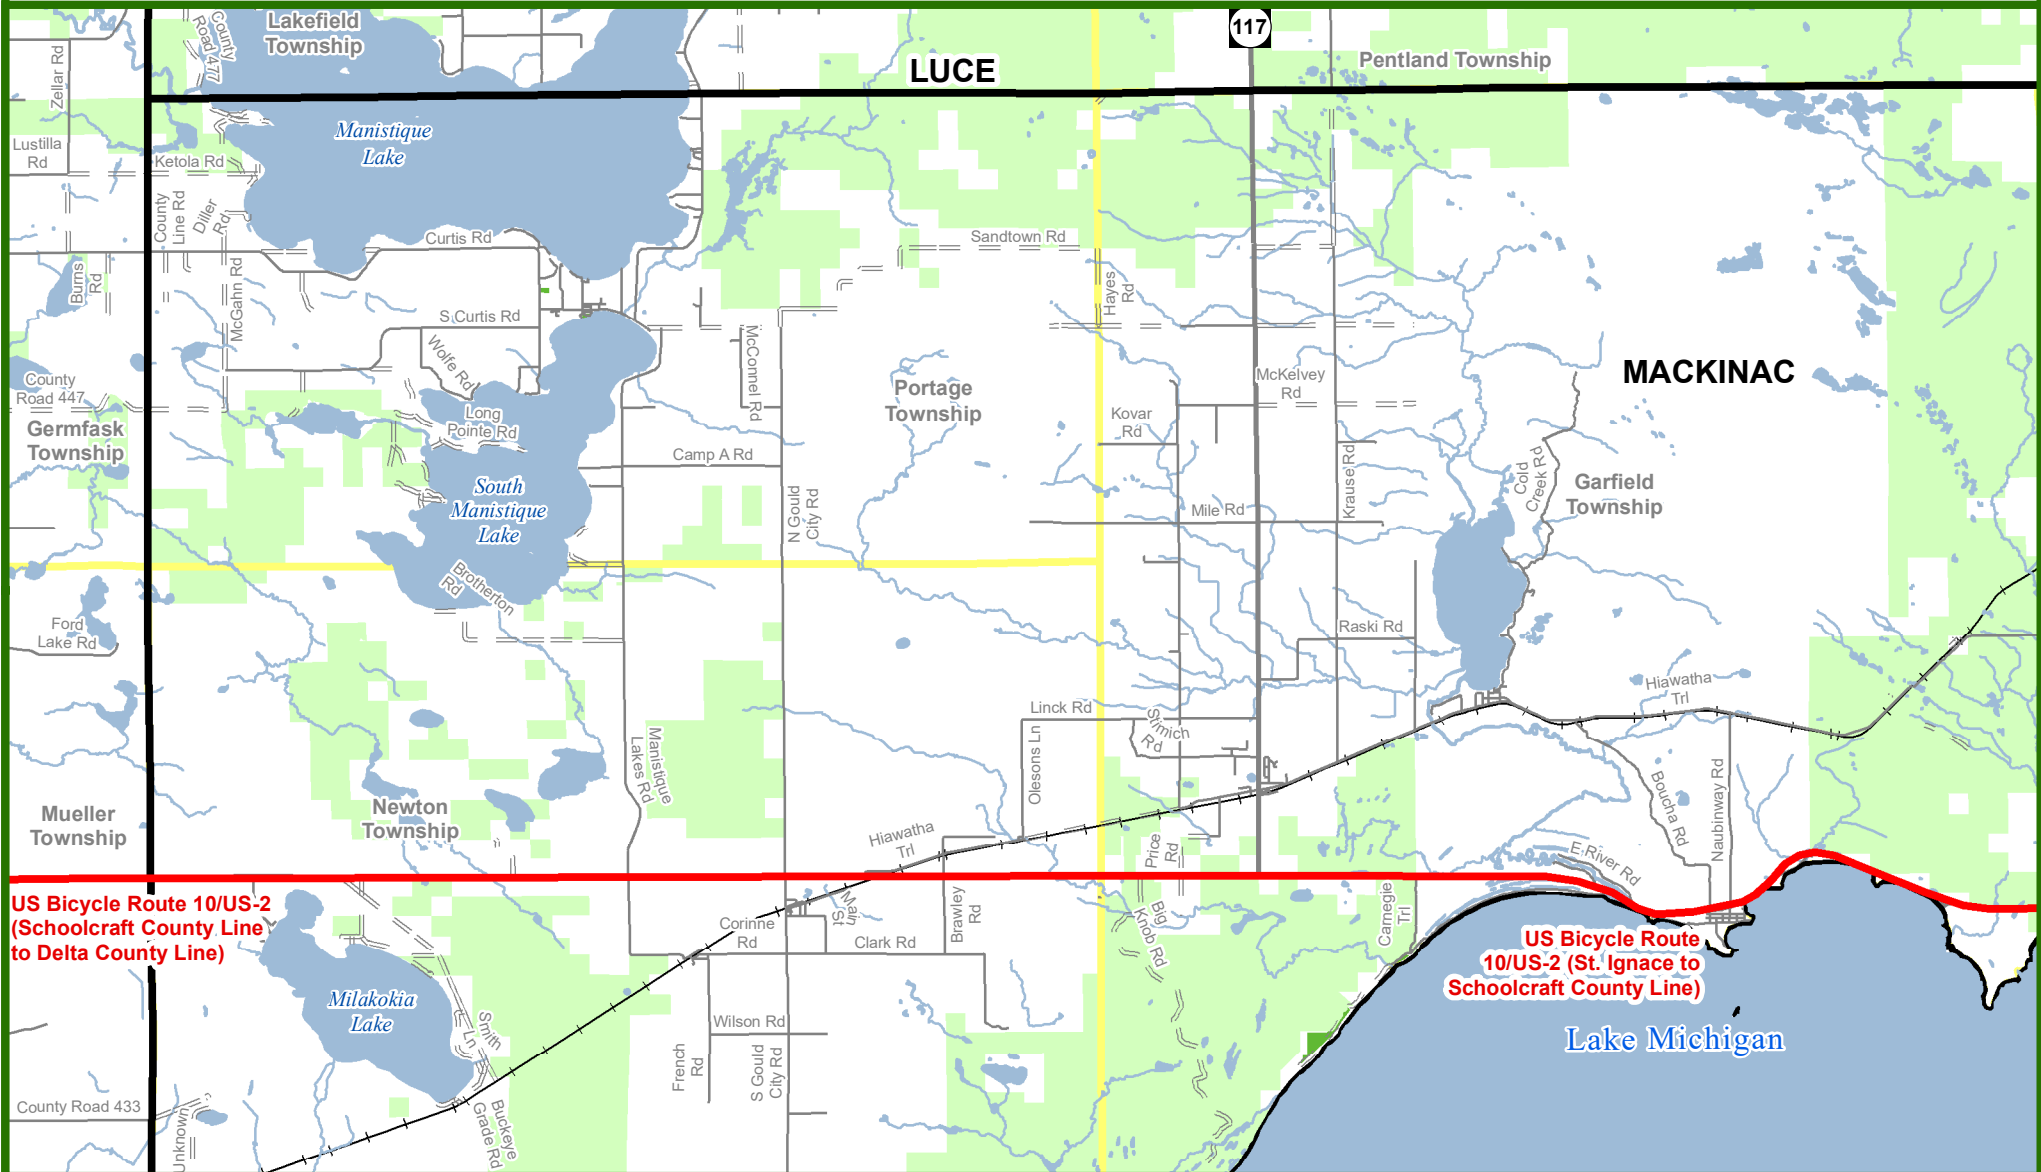 Lakefield
Township
County
Road 477
117
Pentland Township
LUCE
Zellar Rd
Manistique
Lake
Lustilla
Rd
Ketola Rd
County
Line Rd
Diller
Rd
Curtis Rd
Sandtown Rd
Burns
Rd
McGahn Rd
Hayes
Rd
S Curtis Rd
Wolfe Rd
McConnel Rd
MACKINAC
County
Road 447
Portage
Township
McKelvey
Rd
Long
Pointe Rd
Kovar
Rd
Germfask
Township
Camp A Rd
Krause Rd
Cold
Creek Rd
Garfield
Township
South
Manistique
Lake
N Gould
City Rd
Mile Rd
Brotherton
Rd
Ford
Lake Rd
Raski Rd
Hiawatha
Trl
Linck Rd
Stimich
Rd
Olesons Ln
Manistique
Lakes Rd
Boucha Rd
Naubinway Rd
Mueller
Township
Newton
Township
Hiawatha
Trl
Price
Rd
E River Rd
US Bicycle Route 10/US-2
(Schoolcraft County Line
to Delta County Line)
Main
St
Brawley
Rd
Big
Knob Rd
Carnegie
Trl
Corinne
Rd
Clark Rd
US Bicycle Route
10/US-2 (St. Ignace to
Schoolcraft County Line)
Milakokia
Lake
Smith
Ln
Wilson Rd
Lake Michigan
French
Rd
S Gould
City Rd
County Road 433
Unknown
Buckeye
Grade Rd